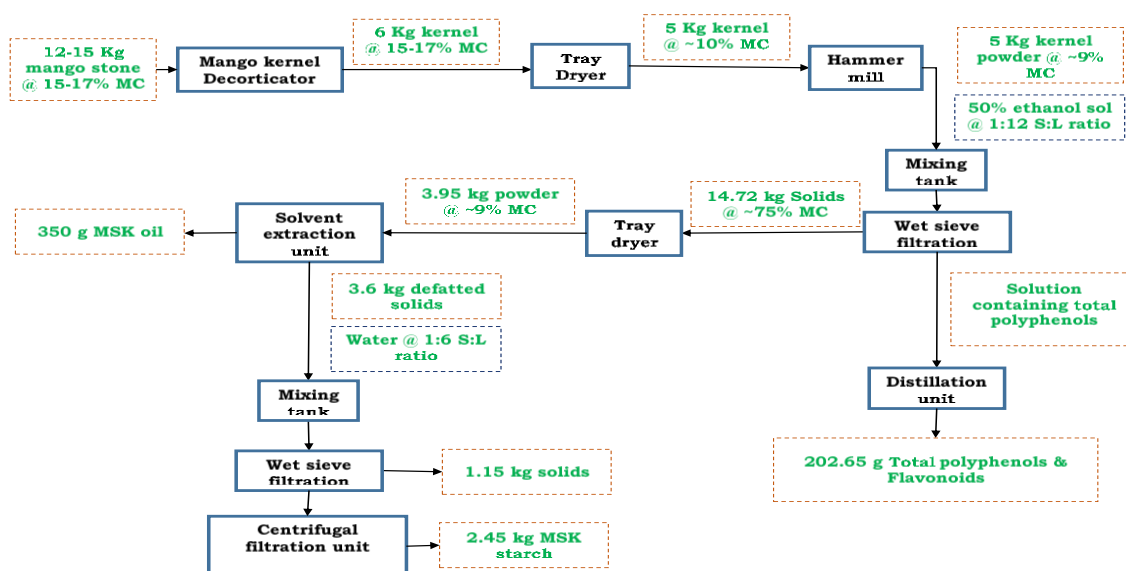 12-15 Kg
mango stone
@ 15-17% MC
Mango kernel
Decorticator
6 Kg kernel
@ 15-17% MC
Tray
Dryer
5 Kg kernel
@ ~10% MC
Hammer
mill
5 Kg kernel
powder @ ~9%
MC
50% ethanol sol
@ 1:12 S:L ratio
Mixing
tank
Wet sieve
filtration
14.72 kg Solids
@ ~75% MC
Tray
dryer
3.95 kg powder
@ ~9% MC
Solvent
extraction
unit
350 g MSK oil
3.6 kg defatted
solids
Water @ 1:6 S:L
ratio
Mixing
tank
Wet sieve
filtration
1.15 kg solids
Centrifugal
filtration unit
2.45 kg MSK
starch
Solution
containing total
polyphenols
Distillation
unit
202.65 g Total polyphenols &
Flavonoids